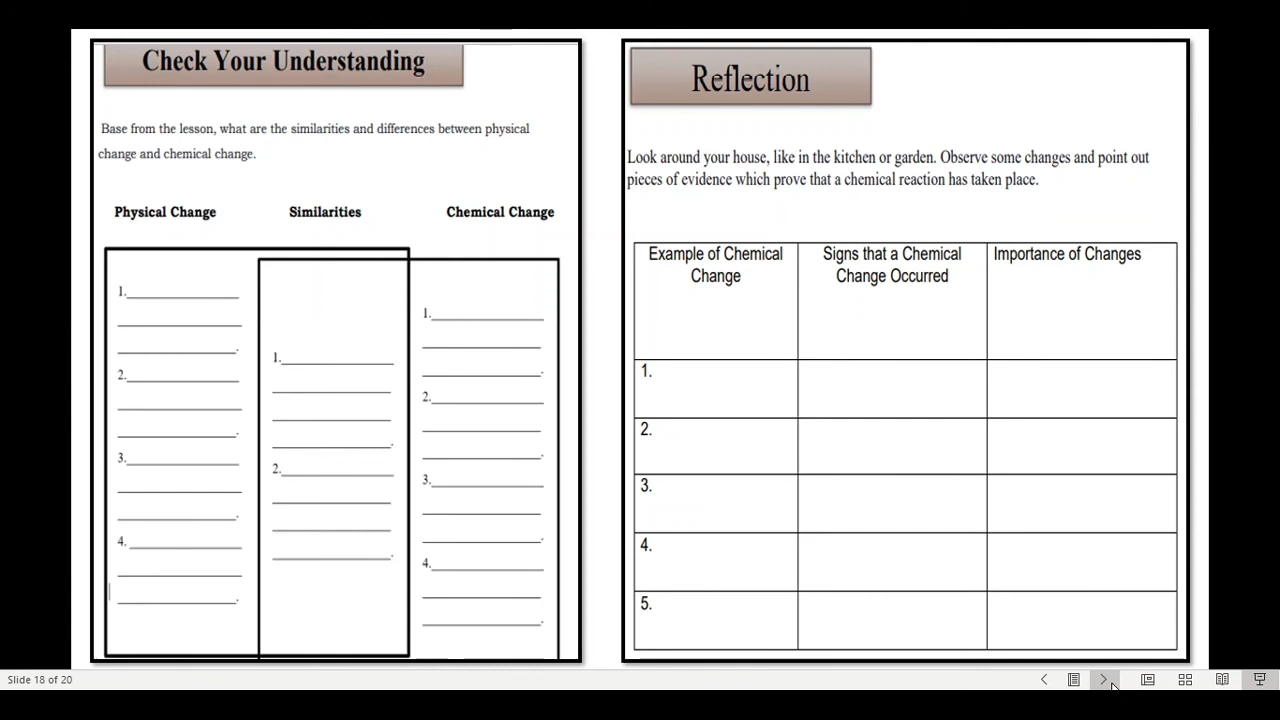 Check Your Understanding
Base from the lesson, what are the similarities and differences between physical
change and chemical change.
Physical Change Similarities Chemical Change
1.
2.
3.
4.
1.
2.
1.
2.
3.
4.
Reflection
Look around your house, like in the kitchen or garden. Observe some changes and point out
pieces of evidence which prove that a chemical reaction has taken place.
Example of Chemical
Change
Signs that a Chemical
Change Occurred
Importance of Changes
1.
2.
3.
4.
5.
Slide 18 of 20